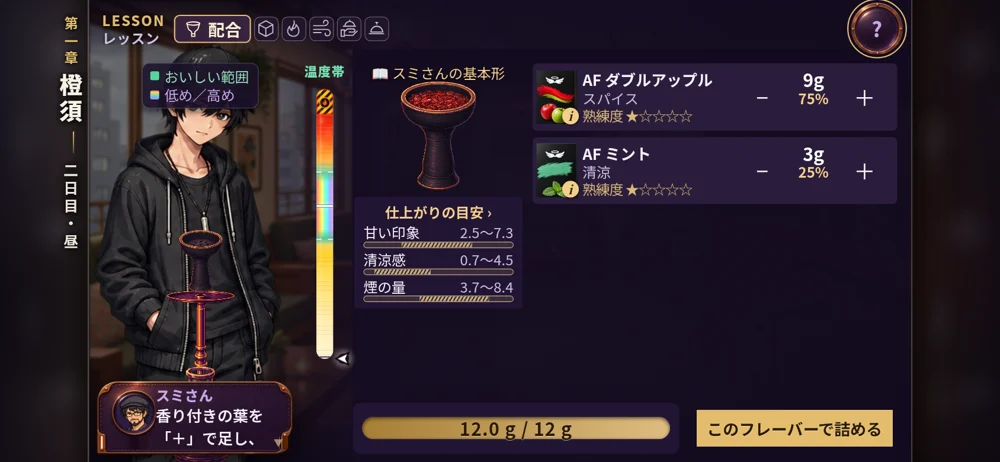 第一章 橙須 ― 二日目・昼
LESSON
レッスン
配合
?
おいしい範囲
低め／高め
温度帯
スミさんの基本形
仕上がりの目安 ›
甘い印象 2.5〜7.3
清涼感 0.7〜4.5
煙の量 3.7〜8.4
AF ダブルアップル
スパイス
熟練度 ★☆☆☆☆
i
− 9g +
75%
AF ミント
清涼
熟練度 ★☆☆☆☆
i
− 3g +
25%
スミさん
香り付きの葉を
「＋」で足し、
12.0 g / 12 g
このフレーバーで詰める